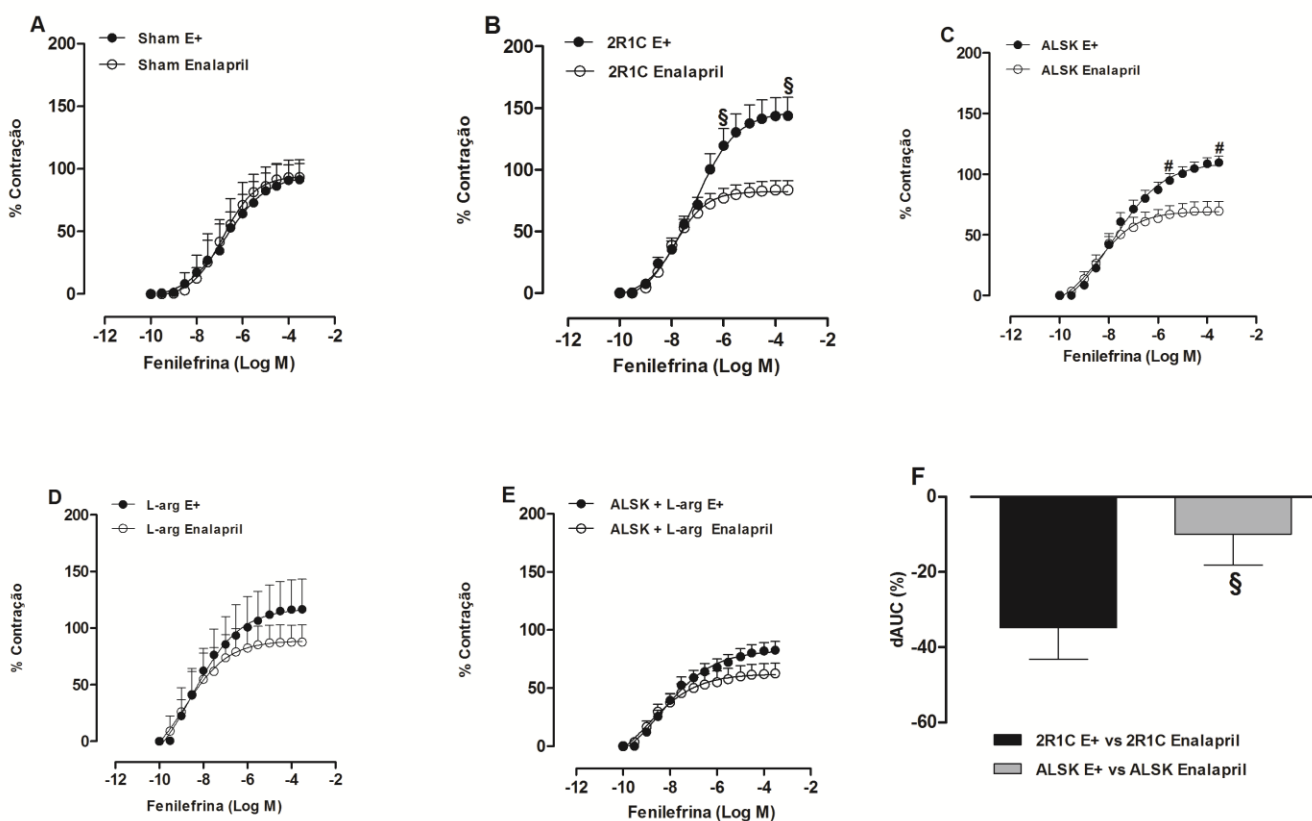 A
Sham E+
Sham Enalapril
200
150
100
50
0
% Contração
-12 -10 -8 -6 -4 -2
Fenilefrina (Log M)
B
2R1C E+
2R1C Enalapril
200
150
100
50
0
% Contração
§
§
-12 -10 -8 -6 -4 -2
Fenilefrina (Log M)
C
ALSK E+
ALSK Enalapril
200
150
100
50
0
% Contração
#
#
-12 -10 -8 -6 -4 -2
Fenilefrina (Log M)
D
L-arg E+
L-arg Enalapril
200
150
100
50
0
% Contração
-12 -10 -8 -6 -4 -2
Fenilefrina (Log M)
E
ALSK + L-arg E+
ALSK + L-arg Enalapril
200
150
100
50
0
% Contração
-12 -10 -8 -6 -4 -2
Fenilefrina (Log M)
F
0
-20
-40
-60
dAUC (%)
§
2R1C E+ vs 2R1C Enalapril
ALSK E+ vs ALSK Enalapril